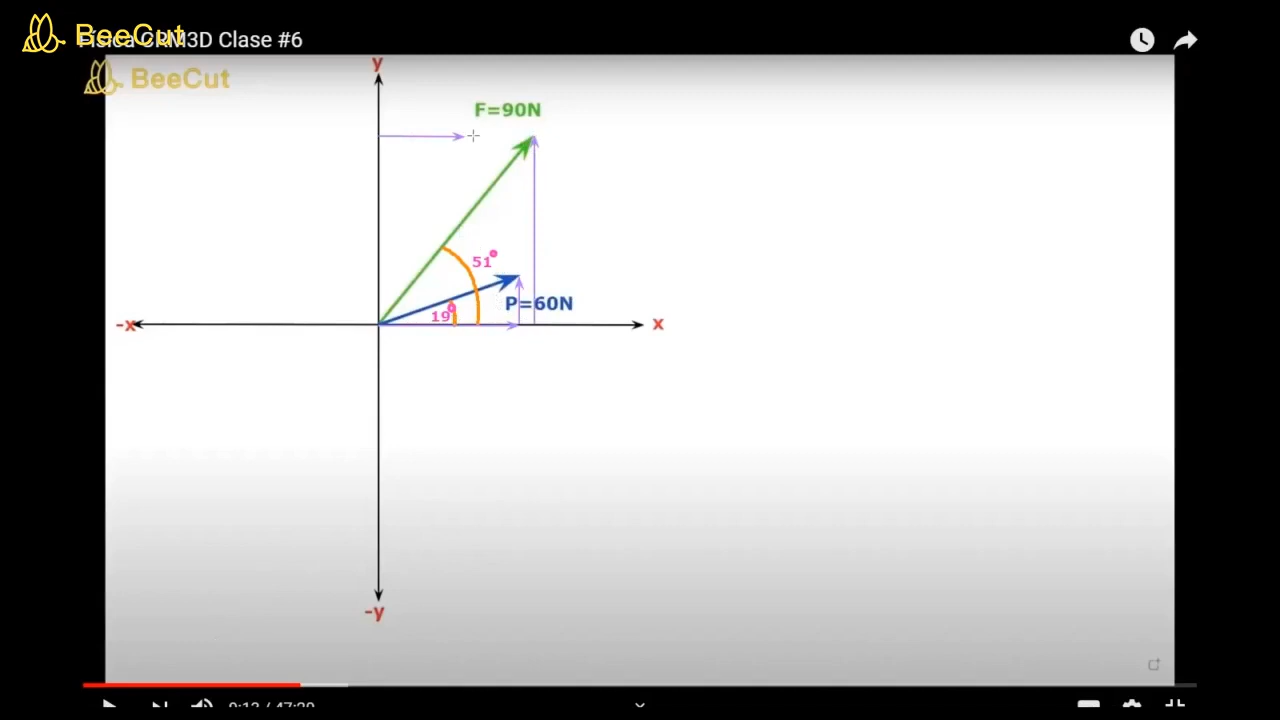 BeeCut
Física CRM3D Clase #6
BeeCut
y
F=90N
51°
P=60N
19°
-x
x
-y